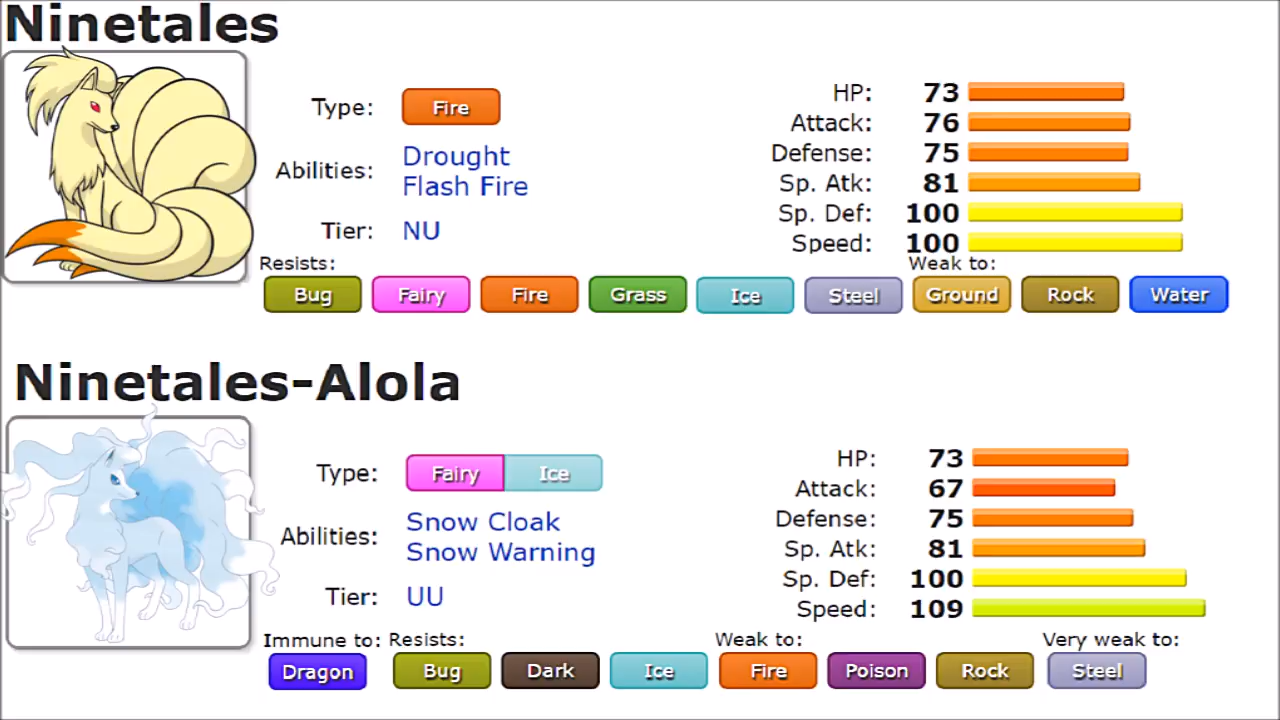 Ninetales
Type: Fire
Abilities: Drought
Flash Fire
Tier: NU
HP: 73
Attack: 76
Defense: 75
Sp. Atk: 81
Sp. Def: 100
Speed: 100
Resists: Weak to:
Bug Fairy Fire Grass Ice Steel Ground Rock Water
Ninetales-Alola
Type: Fairy Ice
Abilities: Snow Cloak
Snow Warning
Tier: UU
HP: 73
Attack: 67
Defense: 75
Sp. Atk: 81
Sp. Def: 100
Speed: 109
Immune to: Resists: Weak to: Very weak to:
Dragon Bug Dark Ice Fire Poison Rock Steel